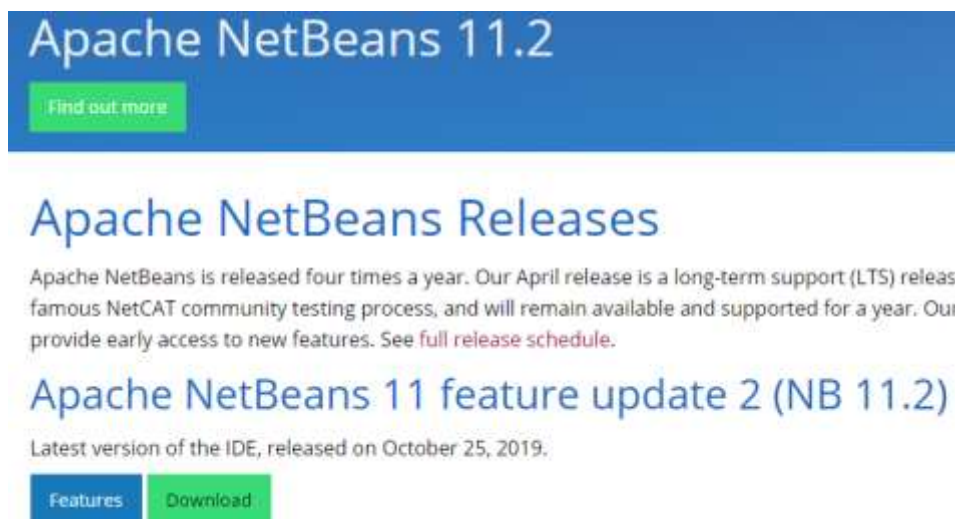 Apache NetBeans 11.2
Find out more
Apache NetBeans Releases
Apache NetBeans is released four times a year. Our April release is a long-term support (LTS) releas
famous NetCAT community testing process, and will remain available and supported for a year. Our
provide early access to new features. See full release schedule.
Apache NetBeans 11 feature update 2 (NB 11.2)
Latest version of the IDE, released on October 25, 2019.
Features Download